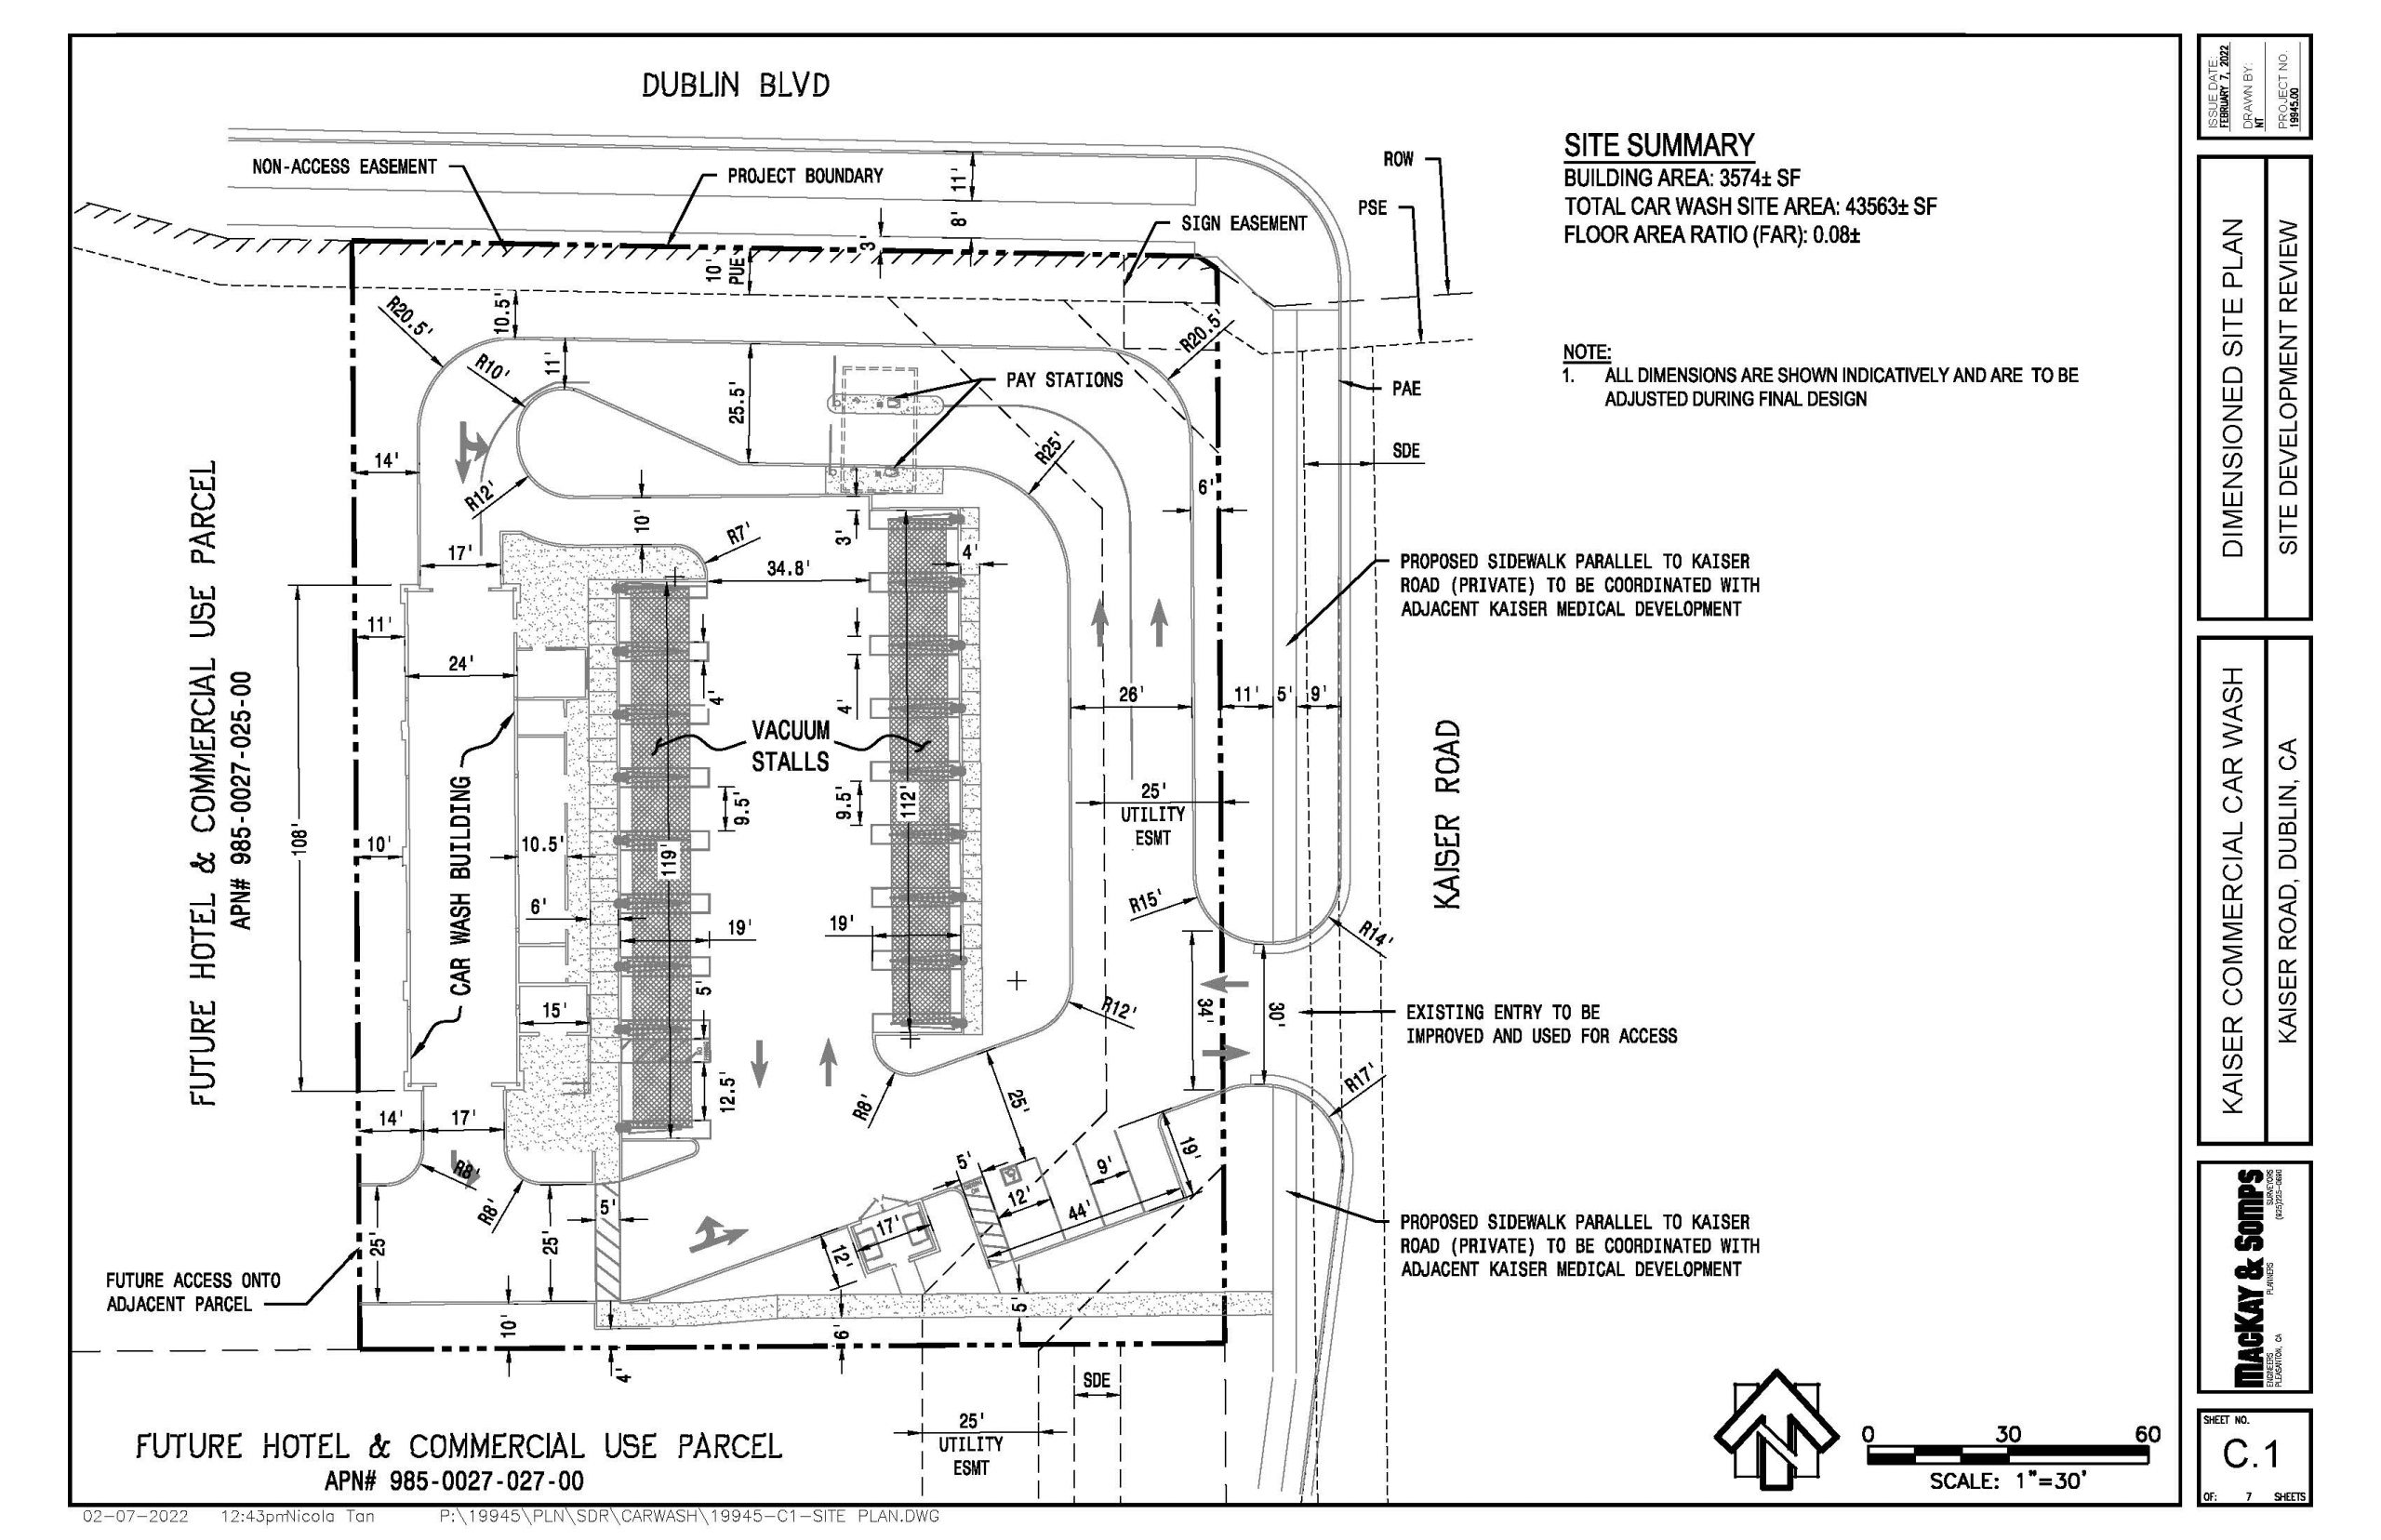 DUBLIN BLVD
NON-ACCESS EASEMENT
PROJECT BOUNDARY
11'
8'
3'
10'
PUE
SIGN EASEMENT
ROW
PSE
SITE SUMMARY
BUILDING AREA: 3574± SF
TOTAL CAR WASH SITE AREA: 43563± SF
FLOOR AREA RATIO (FAR): 0.08±
NOTE:
1. ALL DIMENSIONS ARE SHOWN INDICATIVELY AND ARE TO BE
ADJUSTED DURING FINAL DESIGN
R20.5'
10.5'
R10'
11'
25.5'
PAY STATIONS
R20.5'
PAE
SDE
14'
R12'
10'
R25'
6'
17'
R7'
3'
4'
34.8'
PROPOSED SIDEWALK PARALLEL TO KAISER
ROAD (PRIVATE) TO BE COORDINATED WITH
ADJACENT KAISER MEDICAL DEVELOPMENT
FUTURE HOTEL & COMMERCIAL USE PARCEL
APN# 985-0027-025-00
11'
24'
4'
4'
26'
11'
5'
9'
VACUUM
STALLS
KAISER ROAD
108'
10'
CAR WASH BUILDING
10.5'
119'
9.5'
9.5'
112'
25'
UTILITY
ESMT
6'
19'
19'
R15'
R14'
15'
5'
R12'
34'
30'
EXISTING ENTRY TO BE
IMPROVED AND USED FOR ACCESS
12.5'
R8'
25'
R17'
14'
17'
R8'
R8'
5'
12'
9'
19'
44'
17'
12'
25'
25'
5'
PROPOSED SIDEWALK PARALLEL TO KAISER
ROAD (PRIVATE) TO BE COORDINATED WITH
ADJACENT KAISER MEDICAL DEVELOPMENT
FUTURE ACCESS ONTO
ADJACENT PARCEL
10'
4'
6'
5'
SDE
25'
UTILITY
ESMT
FUTURE HOTEL & COMMERCIAL USE PARCEL
APN# 985-0027-027-00
0 30 60
SCALE: 1"=30'
ISSUE DATE:
FEBRUARY 7, 2022
DRAWN BY:
NT
PROJECT NO.
19945.00
DIMENSIONED SITE PLAN
SITE DEVELOPMENT REVIEW
KAISER COMMERCIAL CAR WASH
KAISER ROAD, DUBLIN, CA
MACKAY & SOMPS
ENGINEERS PLANNERS SURVEYORS
PLEASANTON, CA (925)225-0690
SHEET NO.
C.1
OF: 7 SHEETS
02-07-2022 12:43pm Nicola Tan P:\19945\PLN\SDR\CARWASH\19945-C1-SITE PLAN.DWG